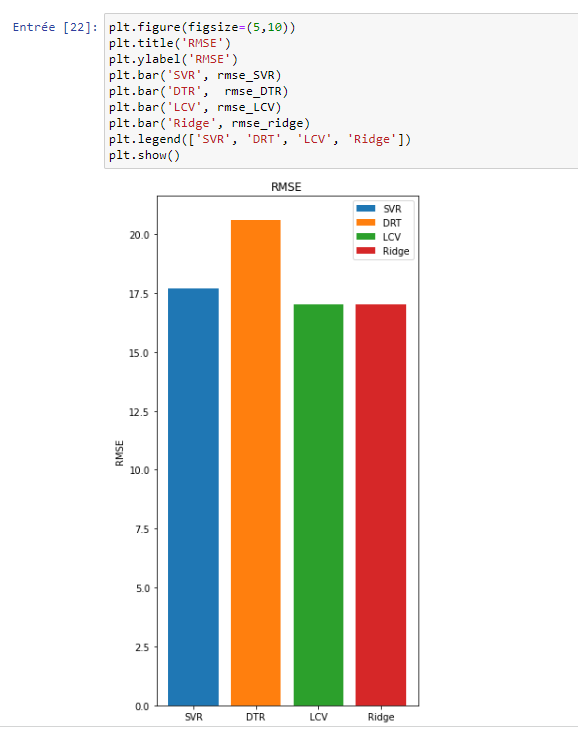 Entrée [22]: plt.figure(figsize=(5,10))
plt.title('RMSE')
plt.ylabel('RMSE')
plt.bar('SVR', rmse_SVR)
plt.bar('DTR',  rmse_DTR)
plt.bar('LCV', rmse_LCV)
plt.bar('Ridge', rmse_ridge)
plt.legend(['SVR', 'DRT', 'LCV', 'Ridge'])
plt.show()
RMSE
SVR
DRT
LCV
Ridge
20.0
17.5
15.0
12.5
10.0
7.5
5.0
2.5
0.0
RMSE
SVR DTR LCV Ridge